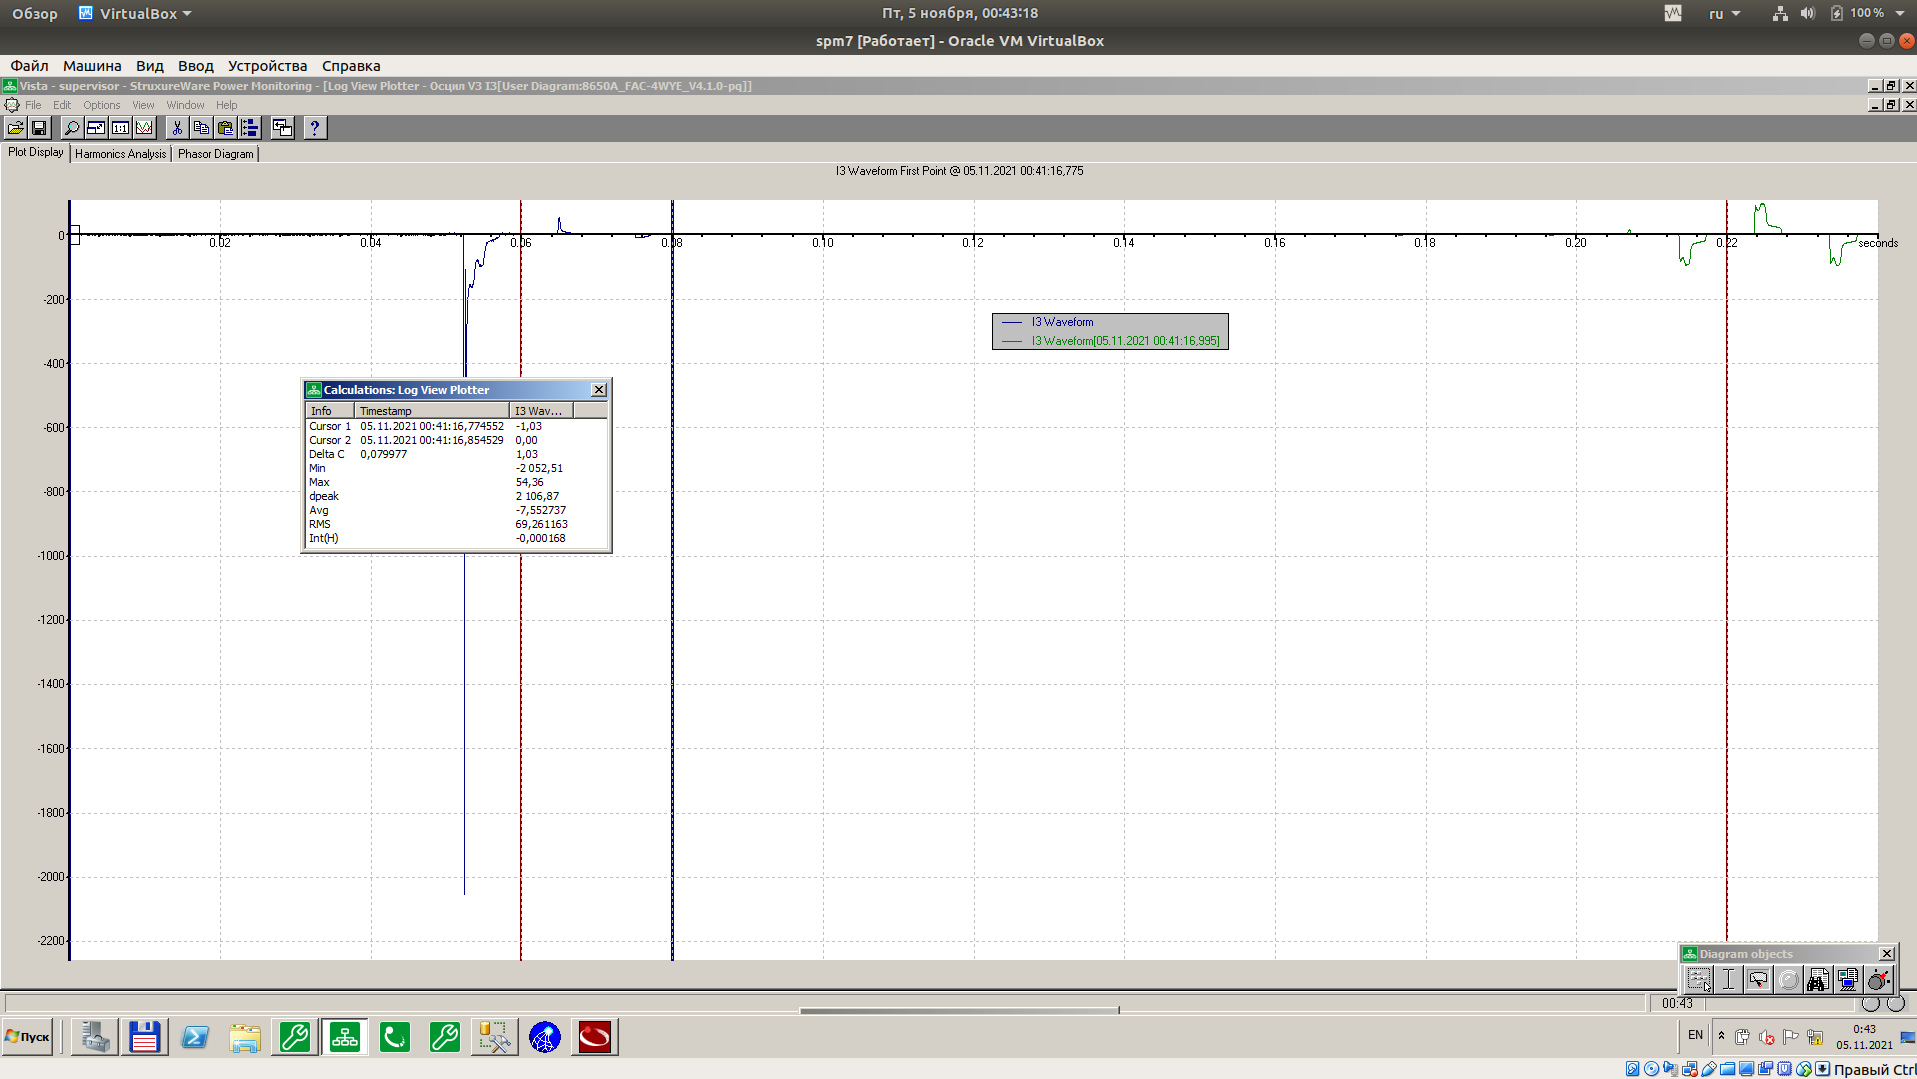 Обзор VirtualBox Пт, 5 ноября, 00:43:18 ru 100 %
spm7 [Работает] - Oracle VM VirtualBox
Файл Машина Вид Ввод Устройства Справка
Vista - supervisor - StruxureWare Power Monitoring - [Log View Plotter - Осцил V3 I3[User Diagram:8650A_FAC-4WYE_V4.1.0-pq]]
File Edit Options View Window Help
1:1 ?
Plot Display Harmonics Analysis Phasor Diagram
I3 Waveform First Point @ 05.11.2021 00:41:16,775
0
0.02 0.04 0.06 0.08 0.10 0.12 0.14 0.16 0.18 0.20 0.22 seconds
-200
I3 Waveform
I3 Waveform[05.11.2021 00:41:16,995]
-400
Calculations: Log View Plotter
Info Timestamp I3 Wav...
Cursor 1 05.11.2021 00:41:16,774552 -1,03
Cursor 2 05.11.2021 00:41:16,854529 0,00
Delta C 0,079977 1,03
Min -2 052,51
Max 54,36
dpeak 2 106,87
Avg -7,552737
RMS 69,261163
Int(H) -0,000168
-600
-800
-1000
-1200
-1400
-1600
-1800
-2000
-2200
Diagram objects
00:43
Пуск EN 0:43
05.11.2021
Правый Ctrl